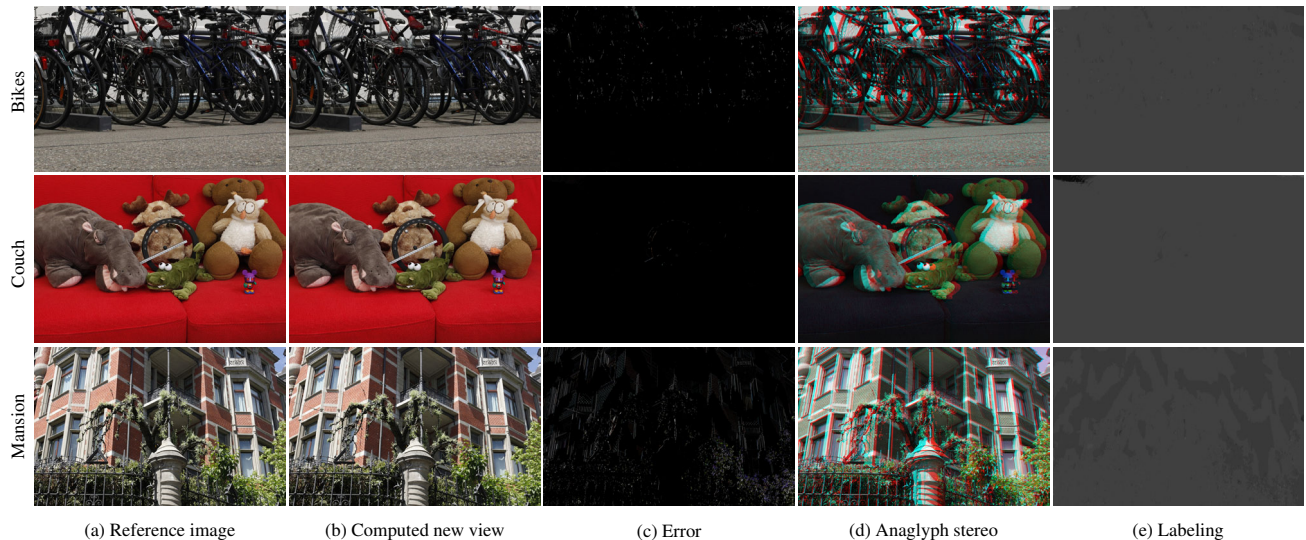 Bikes
Couch
Mansion
(a) Reference image
(b) Computed new view
(c) Error
(d) Anaglyph stereo
(e) Labeling